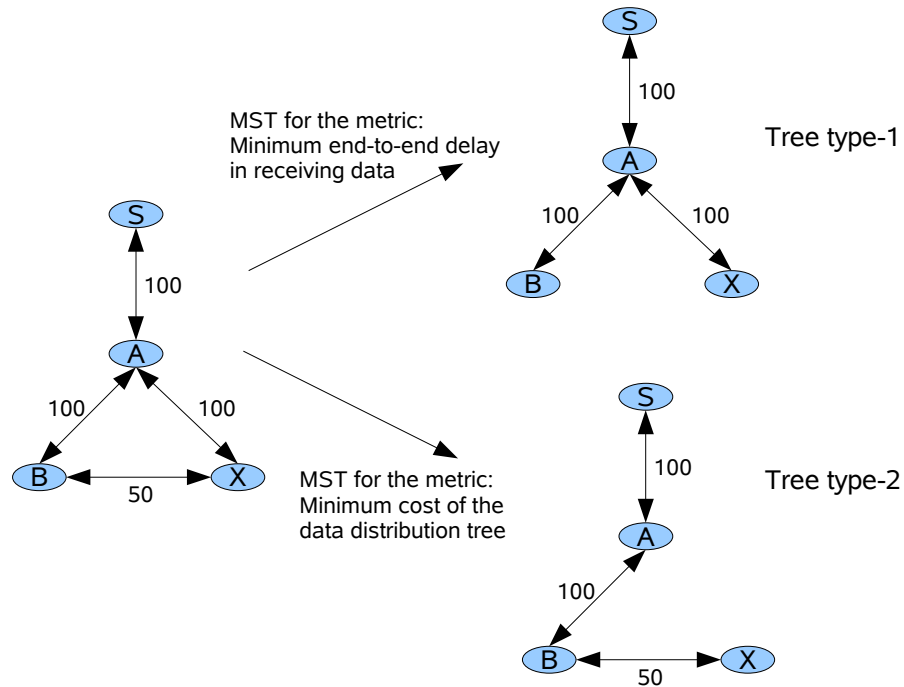 S
100
MST for the metric:
Minimum end-to-end delay
in receiving data
Tree type-1
A
100
100
B
X
S
100
A
100
100
B
X
50
MST for the metric:
Minimum cost of the
data distribution tree
S
100
Tree type-2
A
100
B
X
50